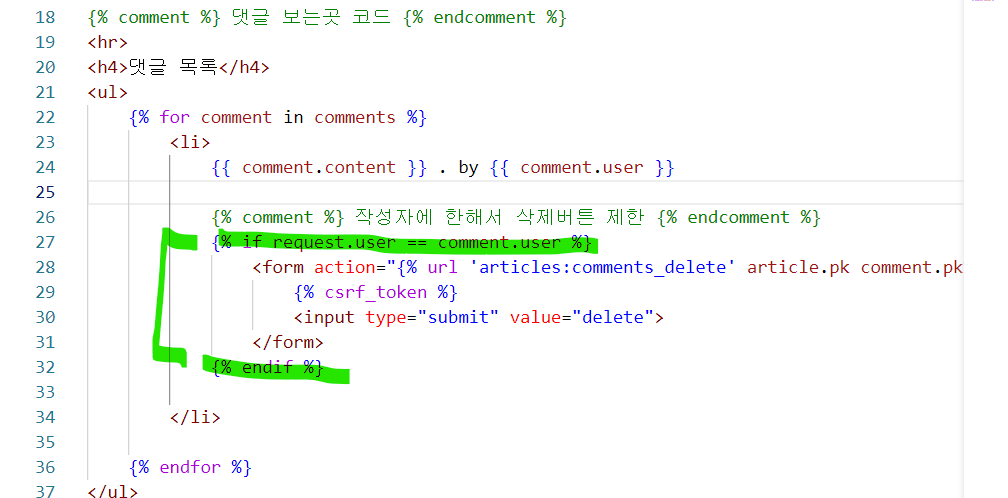 18 {% comment %} 댓글 보는곳 코드 {% endcomment %}
19 <hr>
20 <h4>댓글 목록</h4>
21 <ul>
22 {% for comment in comments %}
23 <li>
24 {{ comment.content }} . by {{ comment.user }}
25
26 {% comment %} 작성자에 한해서 삭제버튼 제한 {% endcomment %}
27 {% if request.user == comment.user %}
28 <form action="{% url 'articles:comments_delete' article.pk comment.pk
29 {% csrf_token %}
30 <input type="submit" value="delete">
31 </form>
32 {% endif %}
33
34 </li>
35
36 {% endfor %}
37 </ul>